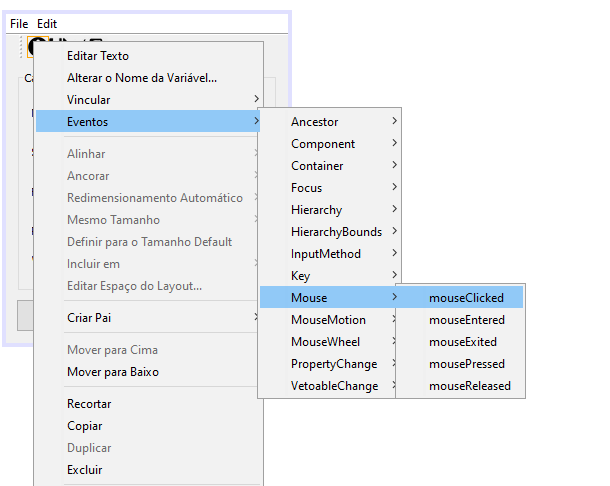 File Edit
Editar Texto
Alterar o Nome da Variável...
Vincular
Eventos
Alinhar
Ancorar
Redimensionamento Automático
Mesmo Tamanho
Definir para o Tamanho Default
Incluir em
Editar Espaço do Layout...
Criar Pai
Mover para Cima
Mover para Baixo
Recortar
Copiar
Duplicar
Excluir
Ancestor
Component
Container
Focus
Hierarchy
HierarchyBounds
InputMethod
Key
Mouse
MouseMotion
MouseWheel
PropertyChange
VetoableChange
mouseClicked
mouseEntered
mouseExited
mousePressed
mouseReleased